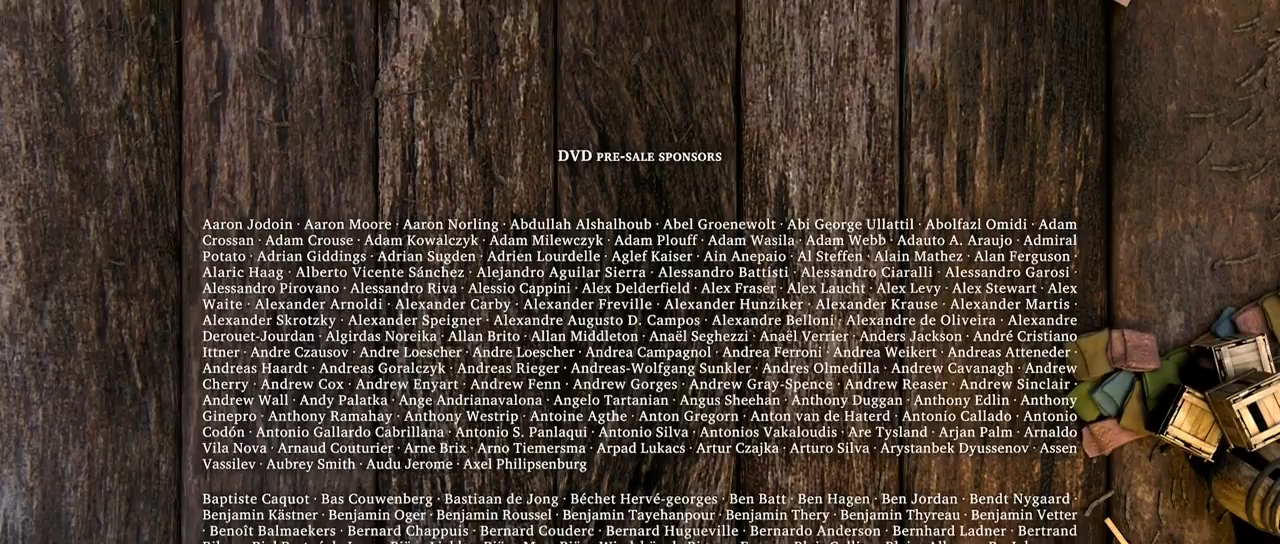 DVD PRE-SALE SPONSORS
Aaron Jodoin · Aaron Moore · Aaron Norling · Abdullah Alshalhoub · Abel Groenewolt · Abi George Ullattil · Abolfazl Omidi · Adam
Crossan · Adam Crouse · Adam Kowalczyk · Adam Milewczyk · Adam Plouff · Adam Wasila · Adam Webb · Adauto A. Araujo · Admiral
Potato · Adrian Giddings · Adrian Sugden · Adrien Lourdelle · Aglef Kaiser · Ain Anepaio · Al Steffen · Alain Mathez · Alan Ferguson ·
Alaric Haag · Alberto Vicente Sánchez · Alejandro Aguilar Sierra · Alessandro Battisti · Alessandro Ciaralli · Alessandro Garosi ·
Alessandro Pirovano · Alessandro Riva · Alessio Cappini · Alex Delderfield · Alex Fraser · Alex Laucht · Alex Levy · Alex Stewart · Alex
Waite · Alexander Arnoldi · Alexander Carby · Alexander Freville · Alexander Hunziker · Alexander Krause · Alexander Martis ·
Alexander Skrotzky · Alexander Speigner · Alexandre Augusto D. Campos · Alexandre Belloni · Alexandre de Oliveira · Alexandre
Derouet-Jourdan · Algirdas Noreika · Allan Brito · Allan Middleton · Anaël Seghezzi · Anaël Verrier · Anders Jackson · André Cristiano
Ittner · Andre Czausov · Andre Loescher · Andre Loescher · Andrea Campagnol · Andrea Ferroni · Andrea Weikert · Andreas Atteneder ·
Andreas Haardt · Andreas Goralczyk · Andreas Rieger · Andreas-Wolfgang Sunkler · Andres Olmedilla · Andrew Cavanagh · Andrew
Cherry · Andrew Cox · Andrew Enyart · Andrew Fenn · Andrew Gorges · Andrew Gray-Spence · Andrew Reaser · Andrew Sinclair ·
Andrew Wall · Andy Palatka · Ange Andrianavalona · Angelo Tartanian · Angus Sheehan · Anthony Duggan · Anthony Edlin · Anthony
Ginepro · Anthony Ramahay · Anthony Westrip · Antoine Agthe · Anton Gregorn · Anton van de Haterd · Antonio Callado · Antonio
Codón · Antonio Gallardo Cabrillana · Antonio S. Panlaqui · Antonio Silva · Antonios Vakaloudis · Are Tysland · Arjan Palm · Arnaldo
Vila Nova · Arnaud Couturier · Arne Brix · Arno Tiemersma · Arpad Lukacs · Artur Czajka · Arturo Silva · Arystanbek Dyussenov · Assen
Vassilev · Aubrey Smith · Audu Jerome · Axel Philipsenburg
Baptiste Caquot · Bas Couwenberg · Bastiaan de Jong · Béchet Hervé-georges · Ben Batt · Ben Hagen · Ben Jordan · Bendt Nygaard ·
Benjamin Kästner · Benjamin Oger · Benjamin Roussel · Benjamin Tayehanpour · Benjamin Thery · Benjamin Thyreau · Benjamin Vetter
· Benoît Balmaekers · Bernard Chappuis · Bernard Couderc · Bernard Hugueville · Bernardo Anderson · Bernhard Ladner · Bertrand